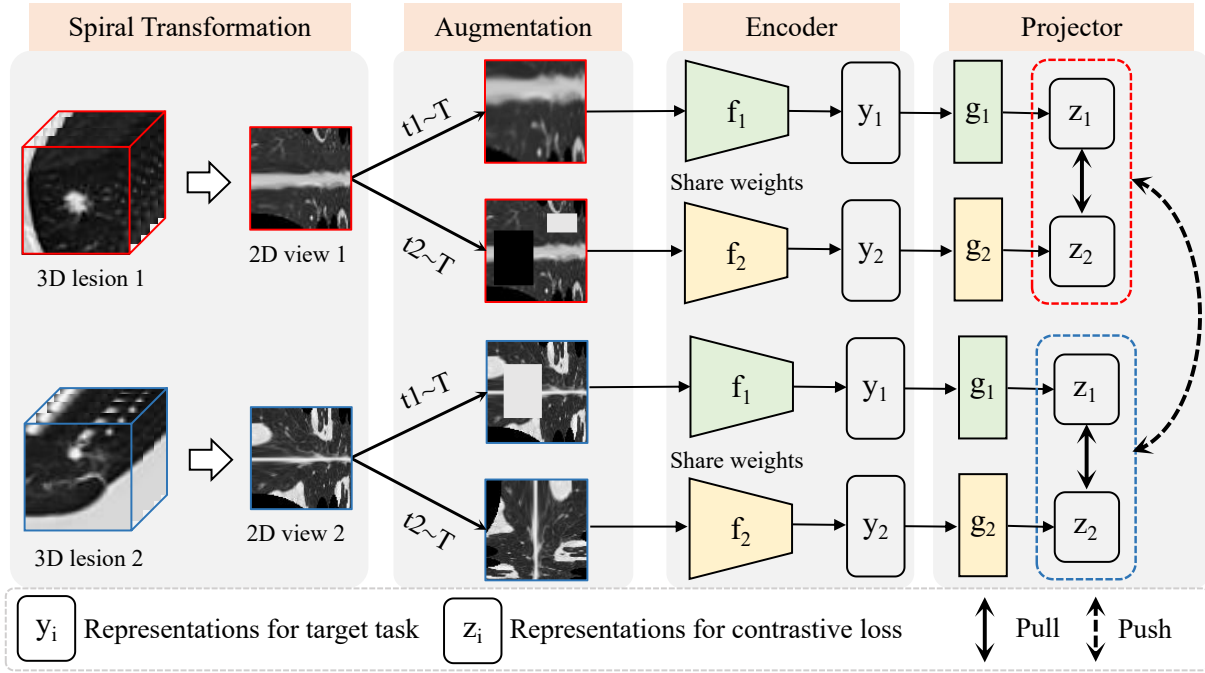 Spiral Transformation
Augmentation
Encoder
Projector
3D lesion 1
2D view 1
t1~T
t2~T
f₁
y₁
g₁
z₁
Share weights
f₂
y₂
g₂
z₂
3D lesion 2
2D view 2
t1~T
t2~T
f₁
y₁
g₁
z₁
Share weights
f₂
y₂
g₂
z₂
yᵢ Representations for target task
zᵢ Representations for contrastive loss
Pull
Push